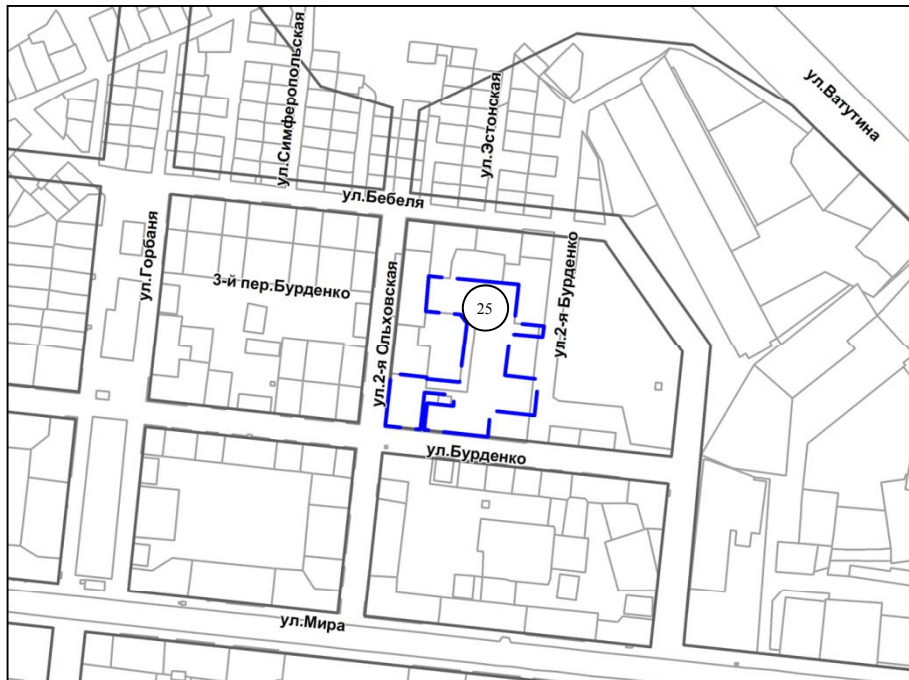 ул.Симферопольская
ул.Эстонская
ул.Ватутина
ул.Бебеля
ул.Горбаня
3-й пер.Бурденко
ул.2-я Ольховская
25
ул.2-я Бурденко
ул.Бурденко
ул.Мира